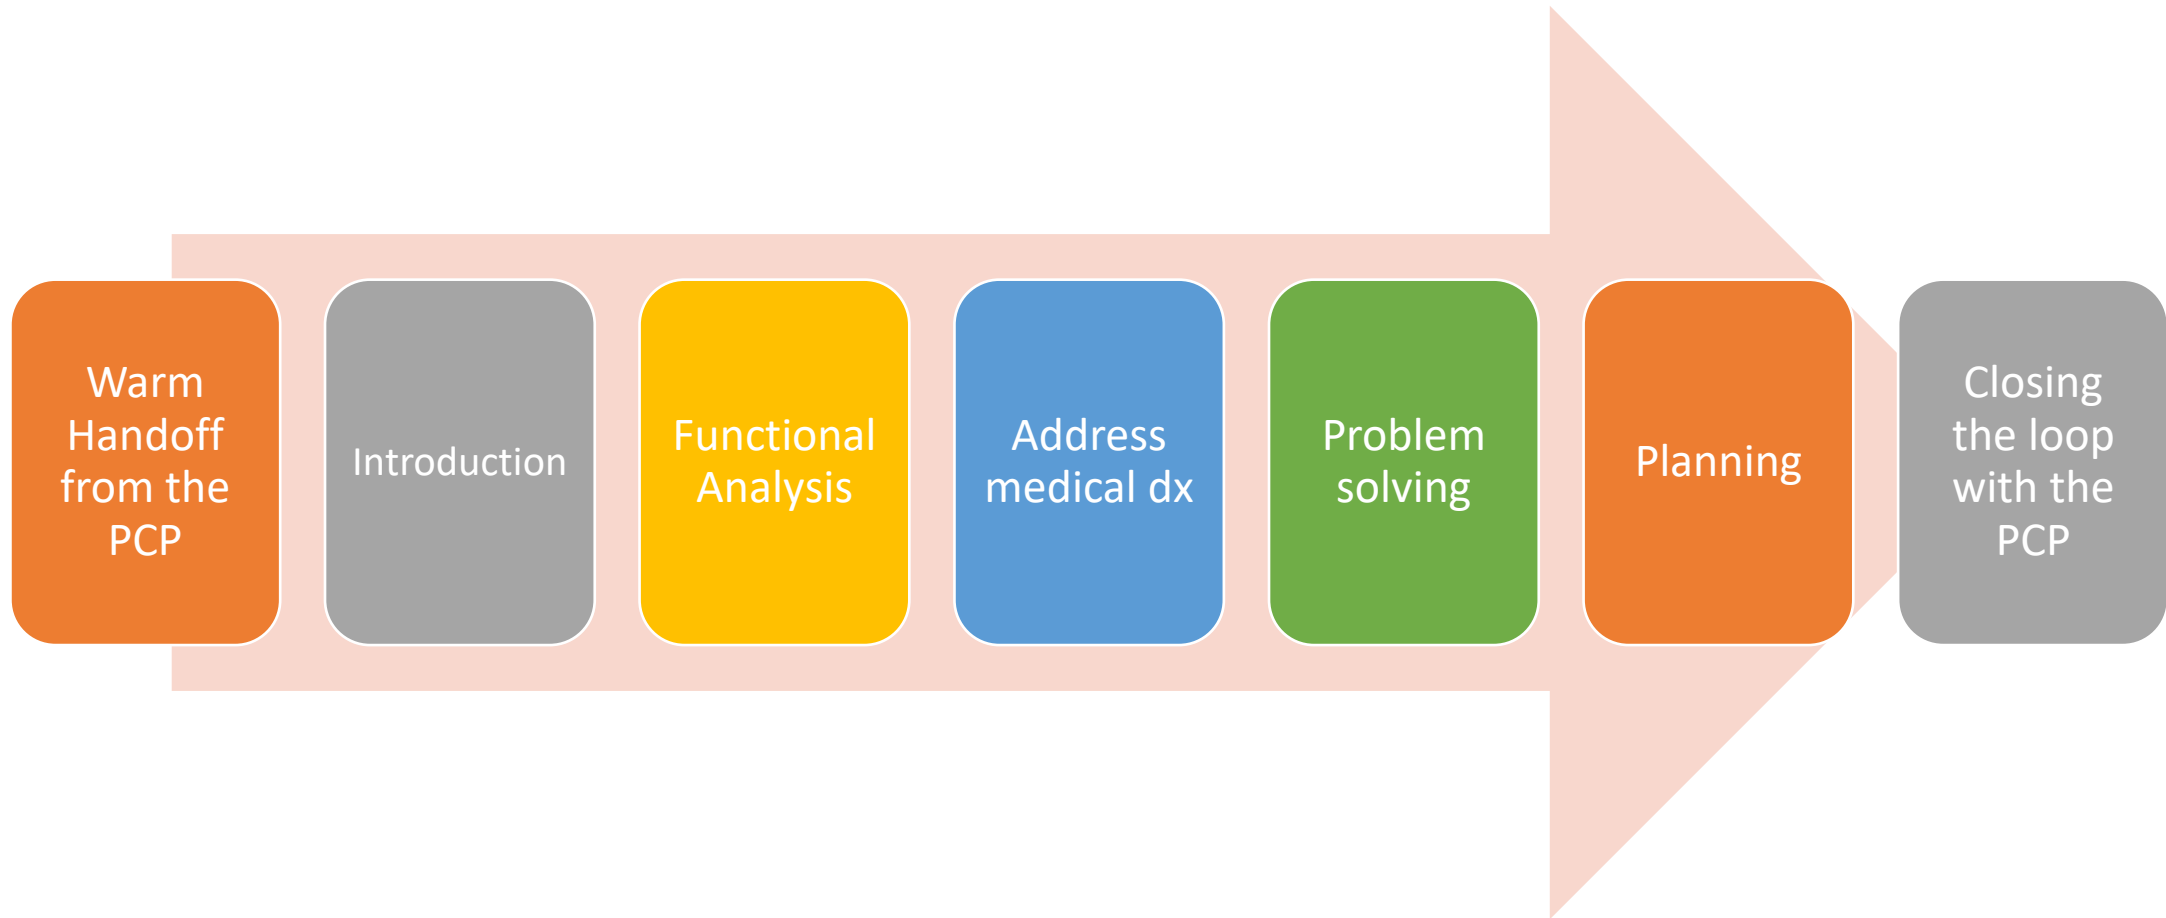 Warm
Handoff
from the
PCP
Introduction
Functional
Analysis
Address
medical dx
Problem
solving
Planning
Closing
the loop
with the
PCP